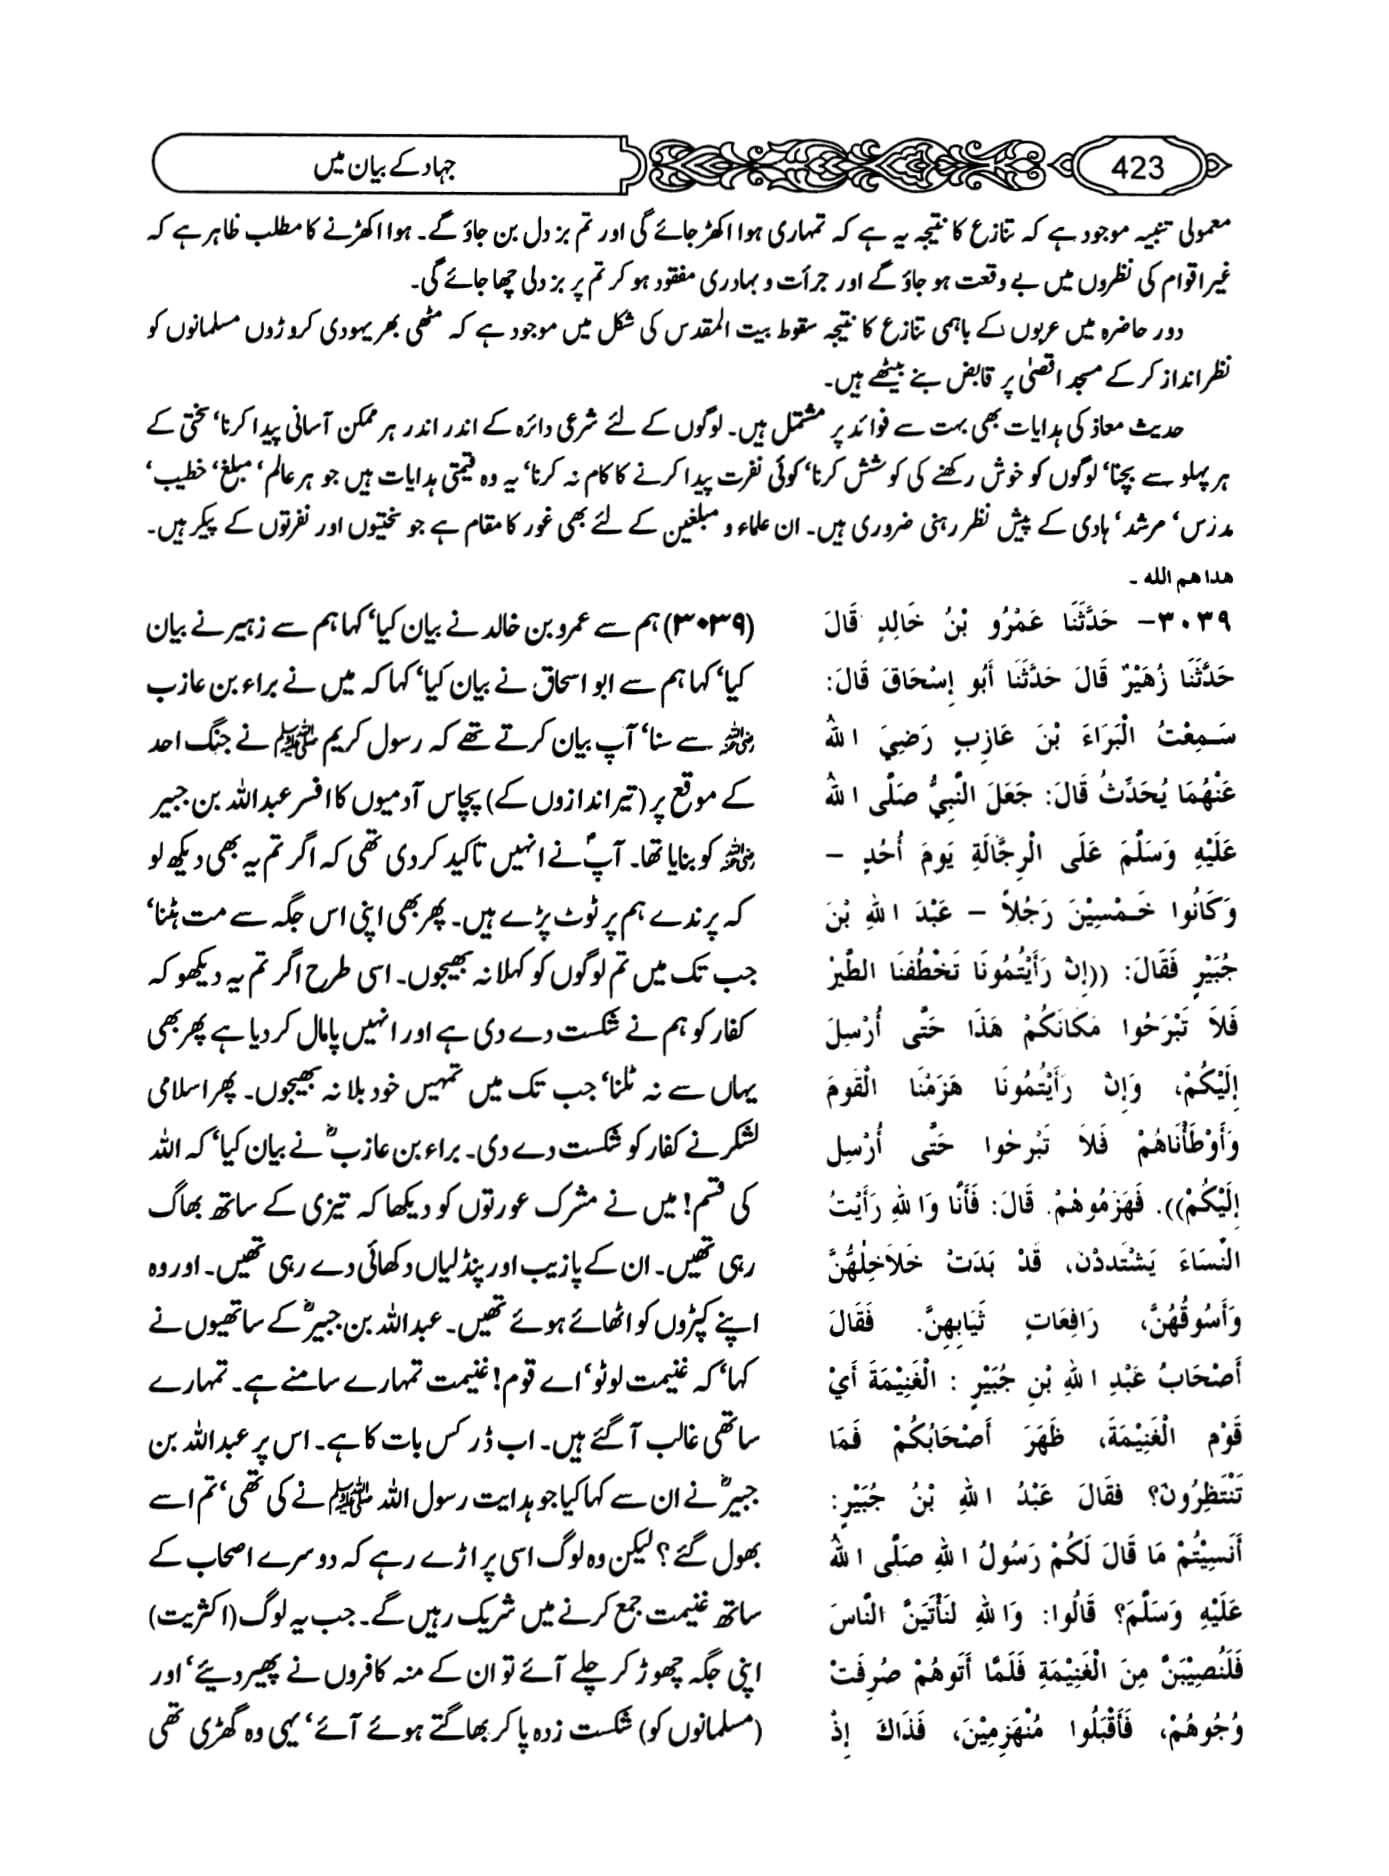 423
جہاد کے بیان میں
معمولی تنبیہ موجود ہے کہ تنازع کا نتیجہ یہ ہے کہ تمہاری ہوا اکھڑ جائے گی اور تم بزدل بن جاؤ گے۔ ہوا اکھڑنے کا مطلب ظاہر ہے کہ
غیر اقوام کی نظروں میں بے وقعت ہو جاؤ گے اور جرأت و بہادری مفقود ہو کر تم پر بزدلی چھا جائے گی۔
دور حاضرہ میں عربوں کے باہمی تنازع کا نتیجہ سقوط بیت المقدس کی شکل میں موجود ہے کہ مٹھی بھر یہودی کروڑوں مسلمانوں کو
نظر انداز کر کے مسجد اقصیٰ پر قابض بنے بیٹھے ہیں۔
حدیث معاذ کی ہدایات بھی بہت سے فوائد پر مشتمل ہیں۔ لوگوں کے لئے شرعی دائرہ کے اندر اندر ہر ممکن آسانی پیدا کرنا‘ سختی کے
ہر پہلو سے بچنا‘ لوگوں کو خوش رکھنے کی کوشش کرنا‘ کوئی نفرت پیدا کرنے کا کام نہ کرنا‘ یہ وہ قیمتی ہدایات ہیں جو ہر عالم‘ مبلغ‘ خطیب‘
مدرس‘ مرشد‘ ہادی کے پیش نظر رہنی ضروری ہیں۔ ان علماء و مبلغین کے لئے بھی غور کا مقام ہے جو سختیوں اور نفرتوں کے پیکر ہیں۔
هداهم الله ۔
٣٠٣٩– حَدَّثَنَا عَمْرُو بْنُ خَالِدٍ قَالَ
حَدَّثَنَا زُهَيْرٌ قَالَ حَدَّثَنَا أَبُو إِسْحَاقَ قَالَ:
سَمِعْتُ الْبَرَاءَ بْنَ عَازِبٍ رَضِيَ اللهُ
عَنْهُمَا يُحَدِّثُ قَالَ: جَعَلَ النَّبِيُّ صَلَّى اللهُ
عَلَيْهِ وَسَلَّمَ عَلَى الْرِجَّالَةِ يَومَ أُحُدٍ –
وَكَانُوا خَمْسِيْنَ رَجُلاً – عَبْدَ اللهِ بْنَ
جُبَيْرٍ فَقَالَ: ((إِنْ رَأَيْتُمُونَا تَخْطُفُنَا الطَّيْرُ
فَلاَ تَبْرَحُوا مَكَانَكُمْ هَذَا حَتَّى أُرْسِلَ
إِلَيْكُمْ، وَإِنْ رَأَيْتُمُونَا هَزَمْنَا الْقَومَ
وَأَوْطَأْنَاهُمْ فَلاَ تَبْرَحُوا حَتَّى أُرْسِلَ
إِلَيْكُمْ)). فَهَزَمُوهُمْ. قَالَ: فَأَنَا وَاللهِ رَأَيْتُ
النِّسَاءَ يَشْتَدِدْنَ، قَدْ بَدَتْ خَلاَخِلُهُنَّ
وَأَسْوُقُهُنَّ، رَافِعَاتٍ ثِيَابِهِنَّ. فَقَالَ
أَصْحَابُ عَبْدِ اللهِ بْنِ جُبَيْرٍ : الْغَنِيْمَةَ أَيْ
قَوْمِ الْغَنِيْمَةَ، ظَهَرَ أَصْحَابُكُمْ فَمَا
تَنْتَظِرُونَ؟ فَقَالَ عَبْدُ اللهِ بْنُ جُبَيْرٍ:
أَنَسِيْتُمْ مَا قَالَ لَكُمْ رَسُولُ اللهِ صَلَّى اللهُ
عَلَيْهِ وَسَلَّمَ؟ قَالُوا: وَاللهِ لَنَأْتِيَنَّ النَّاسَ
فَلَنُصِيْبَنَّ مِنَ الْغَنِيْمَةِ فَلَمَّا أَتَوهُمْ صُرِفَتْ
وُجُوهُهُمْ، فَأَقْبَلُوا مُنْهَزِمِيْنَ، فَذَاكَ إِذْ
(۳۰۳۹) ہم سے عمرو بن خالد نے بیان کیا‘ کہا ہم سے زہیر نے بیان
کیا‘ کہا ہم سے ابو اسحاق نے بیان کیا‘ کہا کہ میں نے براء بن عازب
رضی اللہ عنہ سے سنا‘ آپ بیان کرتے تھے کہ رسول کریم ﷺ نے جنگ احد
کے موقع پر (تیر اندازوں کے) پچاس آدمیوں کا افسر عبداللہ بن جبیر
رضی اللہ عنہ کو بنایا تھا۔ آپؐ نے انہیں تاکید کر دی تھی کہ اگر تم یہ بھی دیکھ لو
کہ پرندے ہم پر ٹوٹ پڑے ہیں۔ پھر بھی اپنی اس جگہ سے مت ہٹنا‘
جب تک میں تم لوگوں کو کہلا نہ بھیجوں۔ اسی طرح اگر تم یہ دیکھو کہ
کفار کو ہم نے شکست دے دی ہے اور انہیں پامال کر دیا ہے پھر بھی
یہاں سے نہ ٹلنا‘ جب تک میں تمہیں خود بلا نہ بھیجوں۔ پھر اسلامی
لشکر نے کفار کو شکست دے دی۔ براء بن عازبؓ نے بیان کیا‘ کہ اللہ
کی قسم! میں نے مشرک عورتوں کو دیکھا کہ تیزی کے ساتھ بھاگ
رہی تھیں۔ ان کے پازیب اور پنڈلیاں دکھائی دے رہی تھیں۔ اور وہ
اپنے کپڑوں کو اٹھائے ہوئے تھیں۔ عبداللہ بن جبیرؓ کے ساتھیوں نے
کہا‘ کہ غنیمت لوٹو‘ اے قوم! غنیمت تمہارے سامنے ہے۔ تمہارے
ساتھی غالب آ گئے ہیں۔ اب ڈر کس بات کا ہے۔ اس پر عبداللہ بن
جبیرؓ نے ان سے کہا کیا جو ہدایت رسول اللہ ﷺ نے کی تھی‘ تم اسے
بھول گئے؟ لیکن وہ لوگ اسی پر اڑے رہے کہ دوسرے اصحاب کے
ساتھ غنیمت جمع کرنے میں شریک رہیں گے۔ جب یہ لوگ (اکثریت)
اپنی جگہ چھوڑ کر چلے آئے تو ان کے منہ کافروں نے پھیر دیئے‘ اور
(مسلمانوں کو) شکست زدہ پا کر بھاگتے ہوئے آئے‘ یہی وہ گھڑی تھی